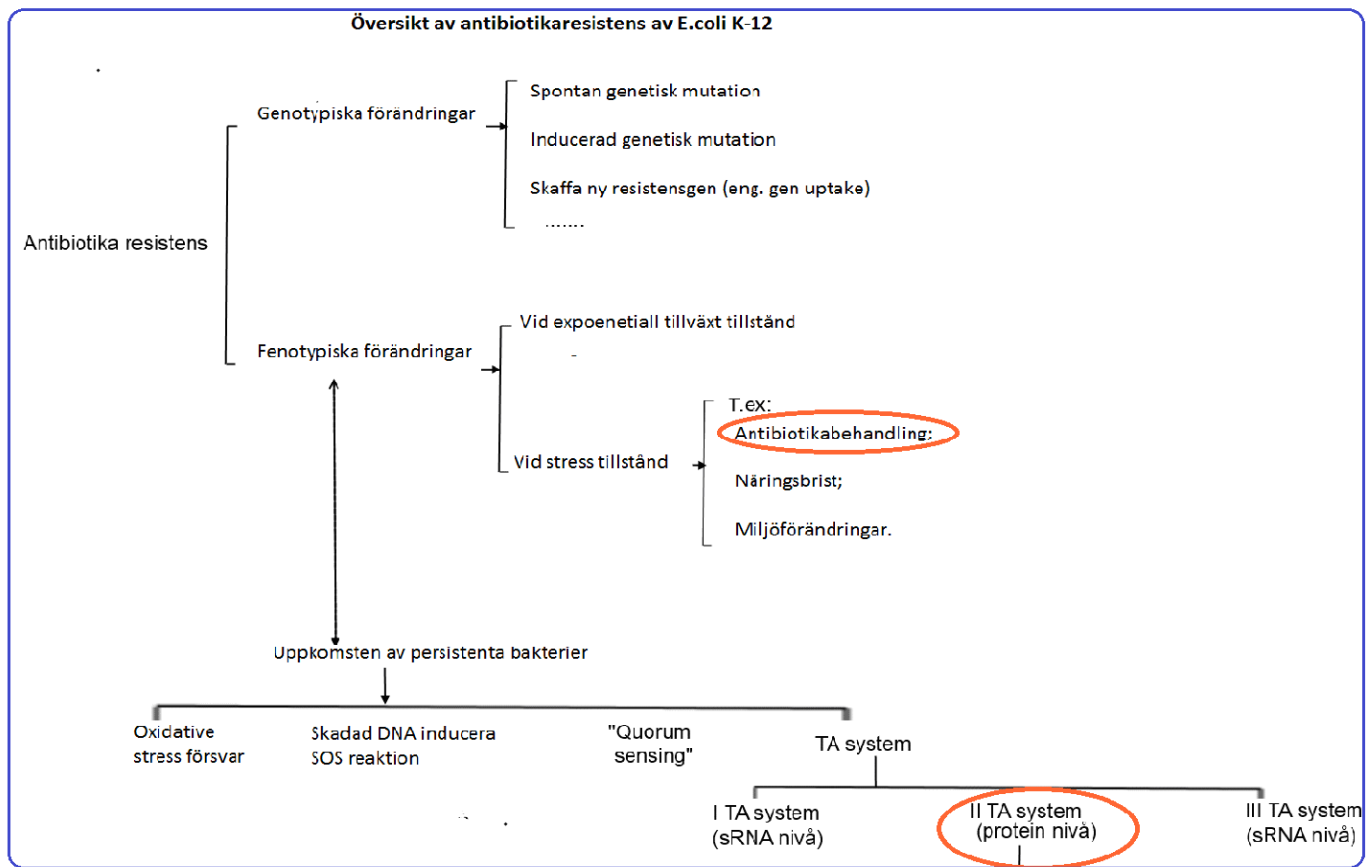 Översikt av antibiotikaresistens av E.coli K-12
Genotypiska förändringar
Spontan genetisk mutation
Inducerad genetisk mutation
Skaffa ny resistensgen (eng. gen uptake)
.......
Antibiotika resistens
Fenotypiska förändringar
Vid expoenetiall tillväxt tillstånd
Vid stress tillstånd
T.ex:
Antibiotikabehandling;
Näringsbrist;
Miljöförändringar.
Uppkomsten av persistenta bakterier
Oxidative
stress försvar
Skadad DNA inducera
SOS reaktion
"Quorum
sensing"
TA system
I TA system
(sRNA nivå)
II TA system
(protein nivå)
III TA system
(sRNA nivå)